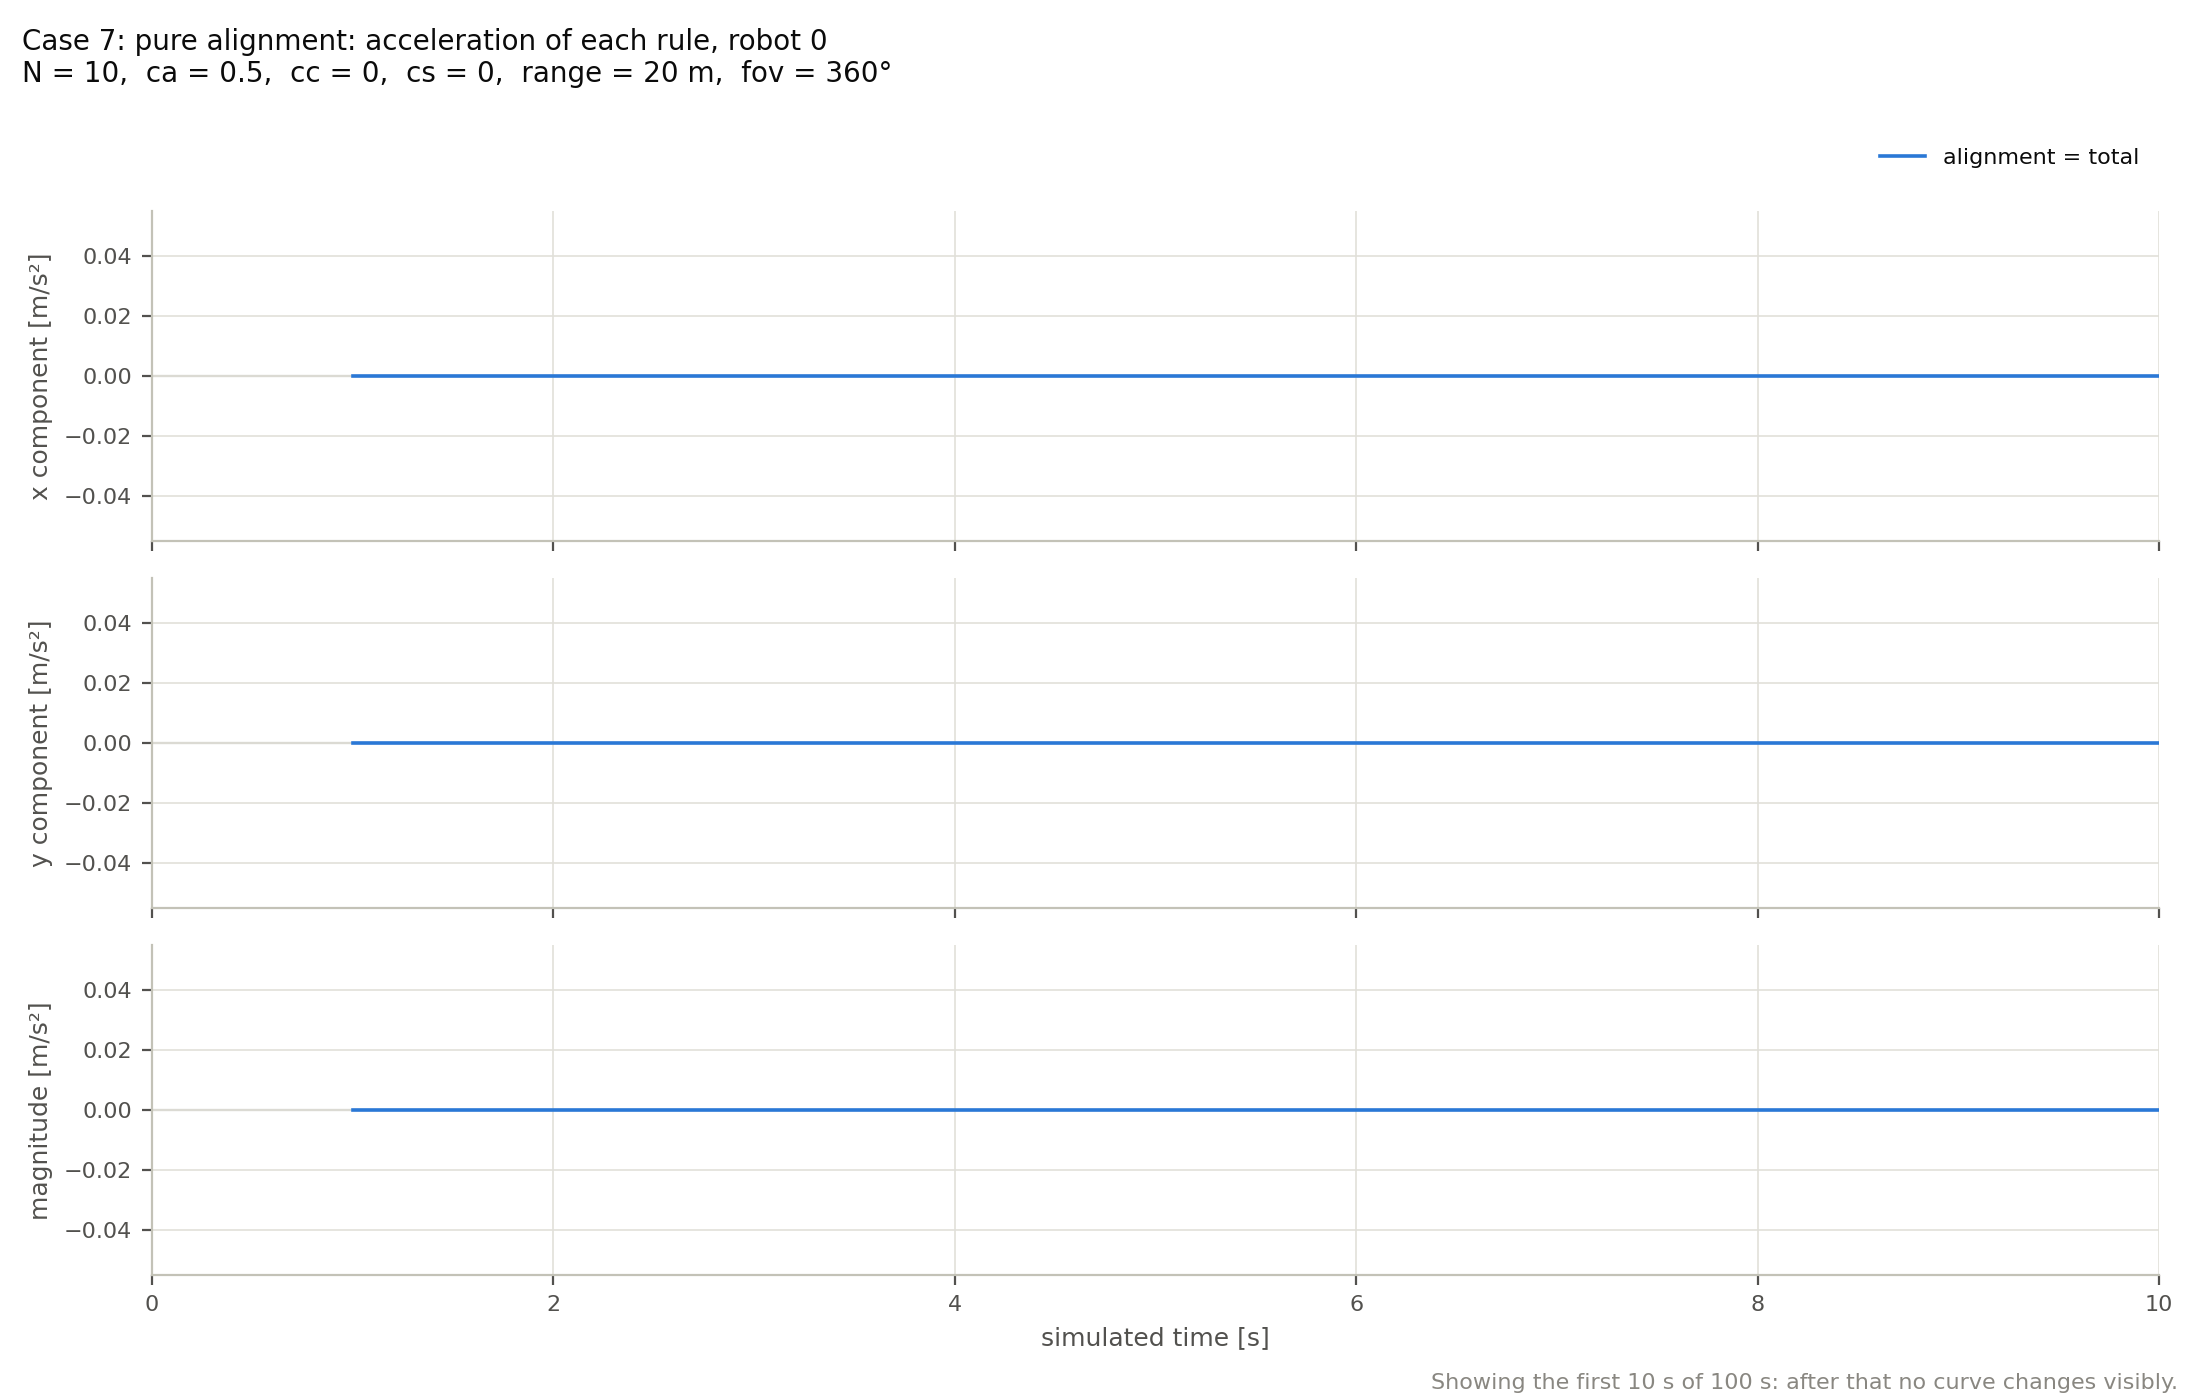 Case 7: pure alignment: acceleration of each rule, robot 0
N = 10,  ca = 0.5,  cc = 0,  cs = 0,  range = 20 m,  fov = 360°
alignment = total
x component [m/s²]
0.04
0.02
0.00
−0.02
−0.04
y component [m/s²]
0.04
0.02
0.00
−0.02
−0.04
magnitude [m/s²]
0.04
0.02
0.00
−0.02
−0.04
0 2 4 6 8 10
simulated time [s]
Showing the first 10 s of 100 s: after that no curve changes visibly.